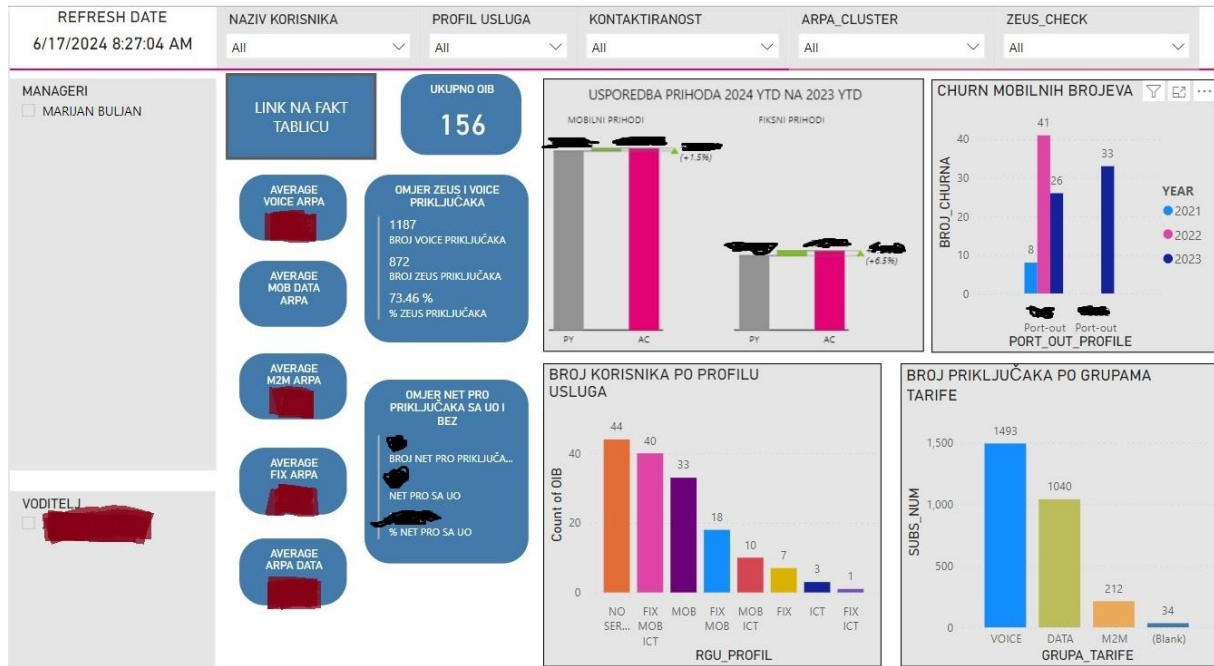 REFRESH DATE
6/17/2024 8:27:04 AM
NAZIV KORISNIKA
All
PROFIL USLUGA
All
KONTAKTIRANOST
All
ARPA_CLUSTER
All
ZEUS_CHECK
All
MANAGERI
MARIJAN BULJAN
VODITELJ
LINK NA FAKT
TABLICU
UKUPNO OIB
156
AVERAGE
VOICE ARPA
AVERAGE
MOB DATA
ARPA
AVERAGE
M2M ARPA
AVERAGE
FIX ARPA
AVERAGE
ARPA DATA
OMJER ZEUS I VOICE
PRIKLJUČAKA
1187
BROJ VOICE PRIKLJUČAKA
872
BROJ ZEUS PRIKLJUČAKA
73.46 %
% ZEUS PRIKLJUČAKA
OMJER NET PRO
PRIKLJUČAKA SA UO I
BEZ
BROJ NET PRO PRIKLJUČA...
NET PRO SA UO
% NET PRO SA UO
USPOREDBA PRIHODA 2024 YTD NA 2023 YTD
MOBILNI PRIHODI
FIKSNI PRIHODI
(+1.5%)
(+6.5%)
PY
AC
PY
AC
CHURN MOBILNIH BROJEVA
BROJ_CHURNA
40
30
20
10
0
8
41
26
33
YEAR
2021
2022
2023
Port-out
Port-out
PORT_OUT_PROFILE
BROJ KORISNIKA PO PROFILU
USLUGA
Count of OIB
40
20
0
44
40
33
18
10
7
3
1
NO
SER...
FIX
MOB
ICT
MOB
FIX
MOB
MOB
ICT
FIX
ICT
FIX
ICT
RGU_PROFIL
BROJ PRIKLJUČAKA PO GRUPAMA
TARIFE
SUBS_NUM
1,500
1,000
500
0
1493
1040
212
34
VOICE
DATA
M2M
(Blank)
GRUPA_TARIFE